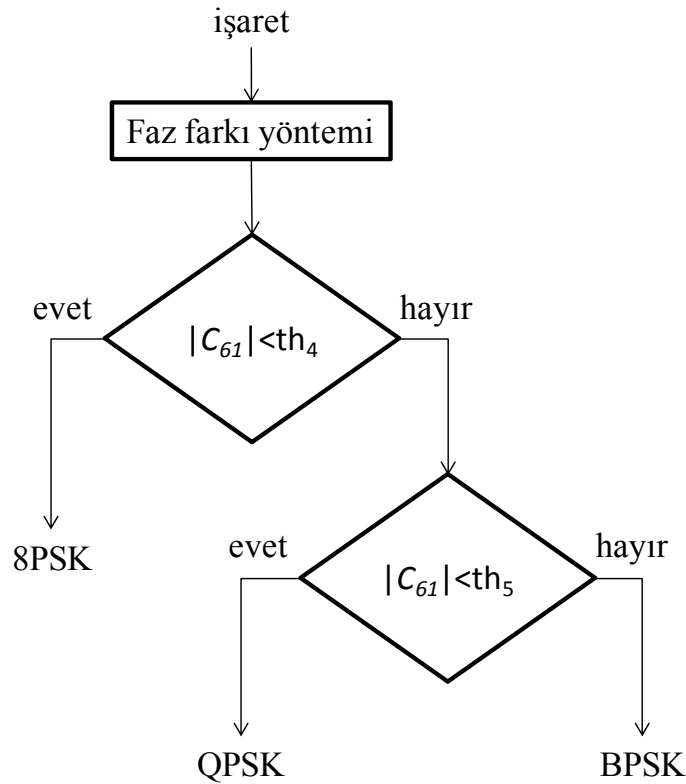 işaret
Faz farkı yöntemi
evet
hayır
|C₆₁|<th₄
8PSK
evet
hayır
|C₆₁|<th₅
QPSK
BPSK